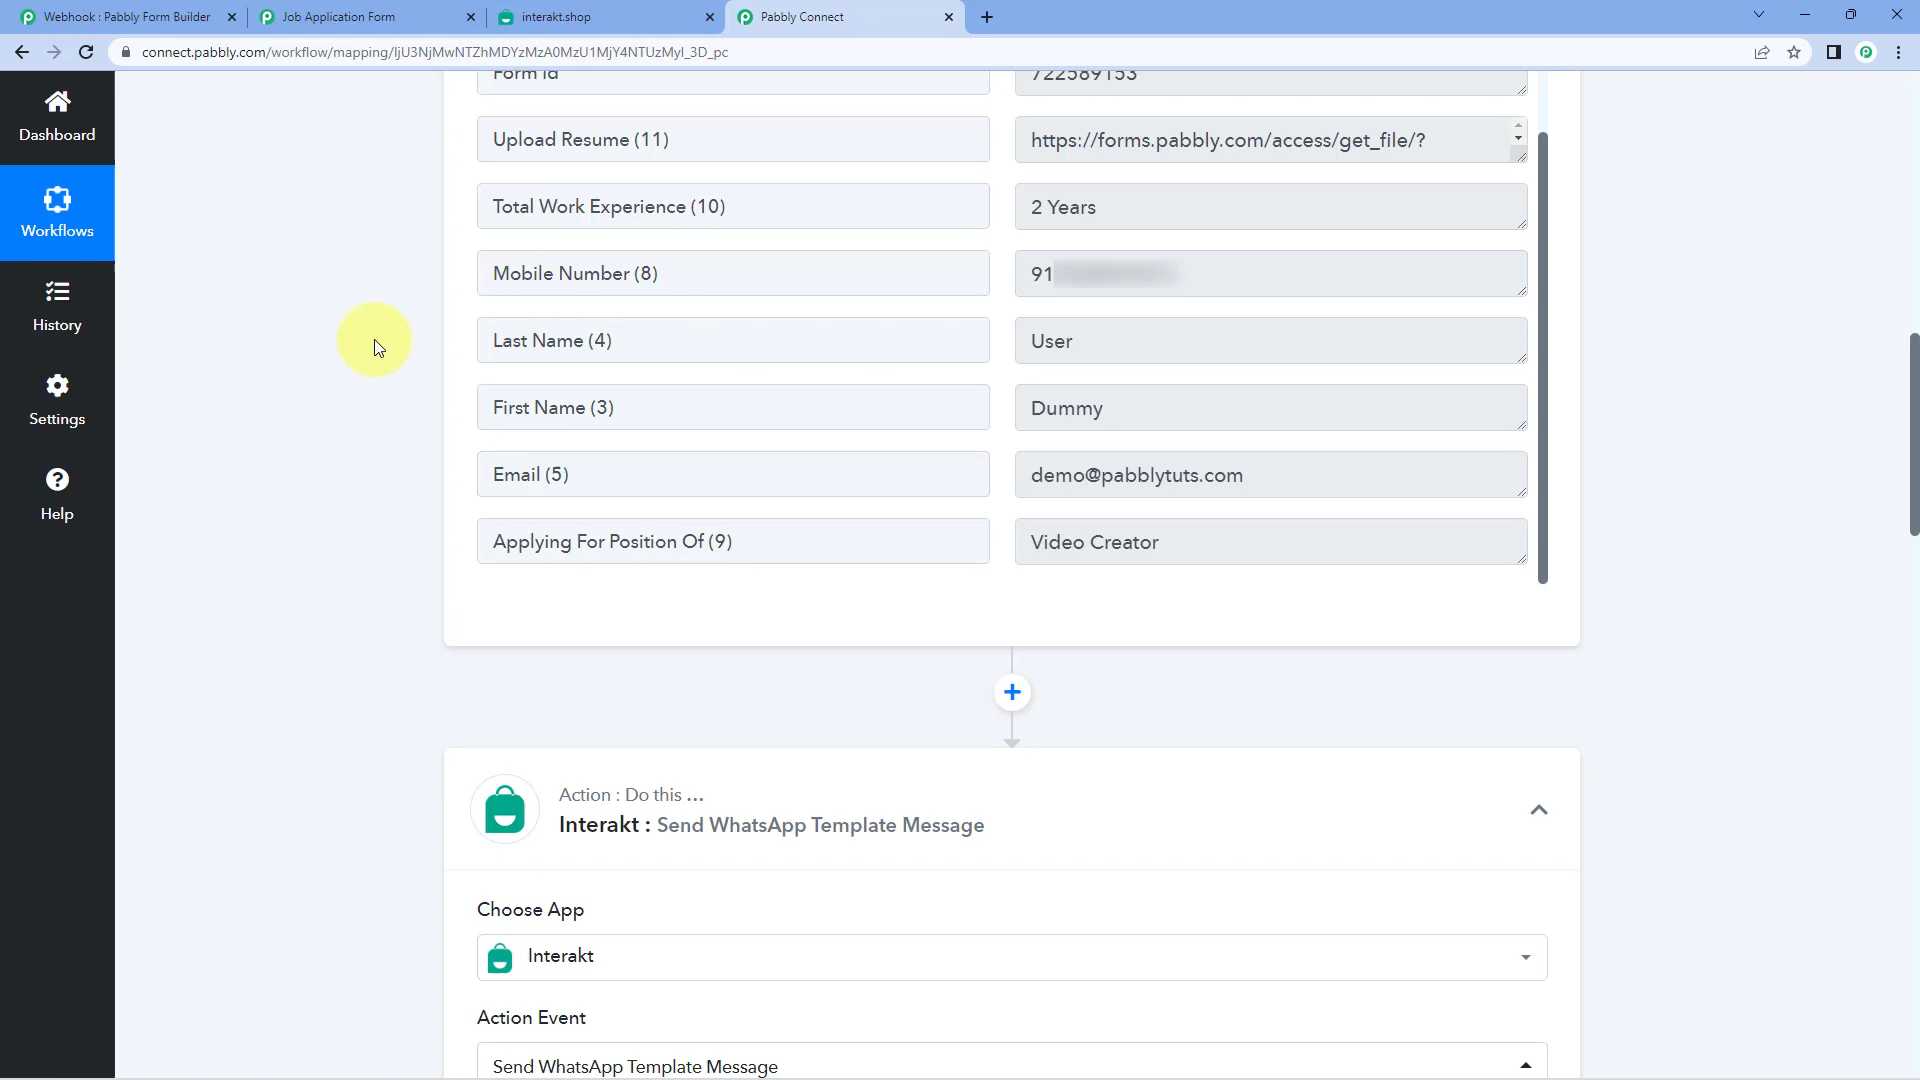 Webhook : Pabbly Form Builder
Job Application Form
interakt.shop
Pabbly Connect
connect.pabbly.com/workflow/mapping/IjU3NjMwNTZhMDYzMzA0MzU1MjY4NTUzMyI_3D_pc
Dashboard
Workflows
History
Settings
Help
Form Id
722589153
Upload Resume (11)
https://forms.pabbly.com/access/get_file/?
Total Work Experience (10)
2 Years
Mobile Number (8)
91
Last Name (4)
User
First Name (3)
Dummy
Email (5)
demo@pabblytuts.com
Applying For Position Of (9)
Video Creator
Action : Do this ...
Interakt : Send WhatsApp Template Message
Choose App
Interakt
Action Event
Send WhatsApp Template Message